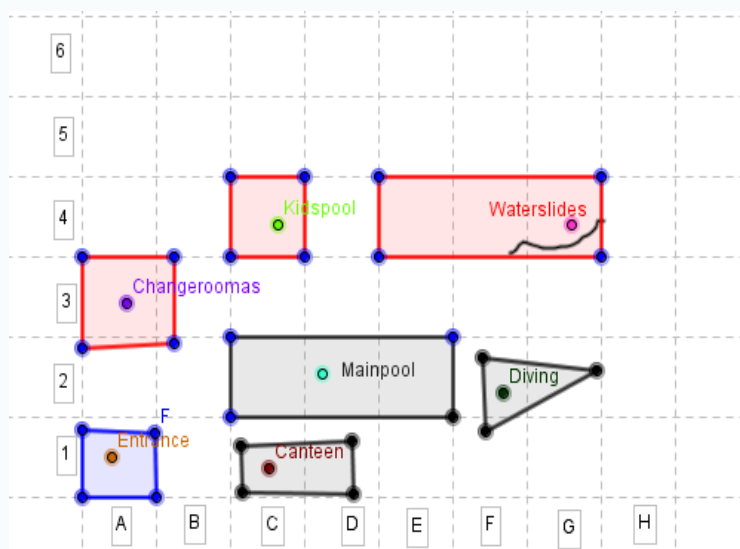 6
5
4
Kidspool
Waterslides
3
Changeroomas
2
Mainpool
Diving
F
1
Entrance
Canteen
A B C D E F G H